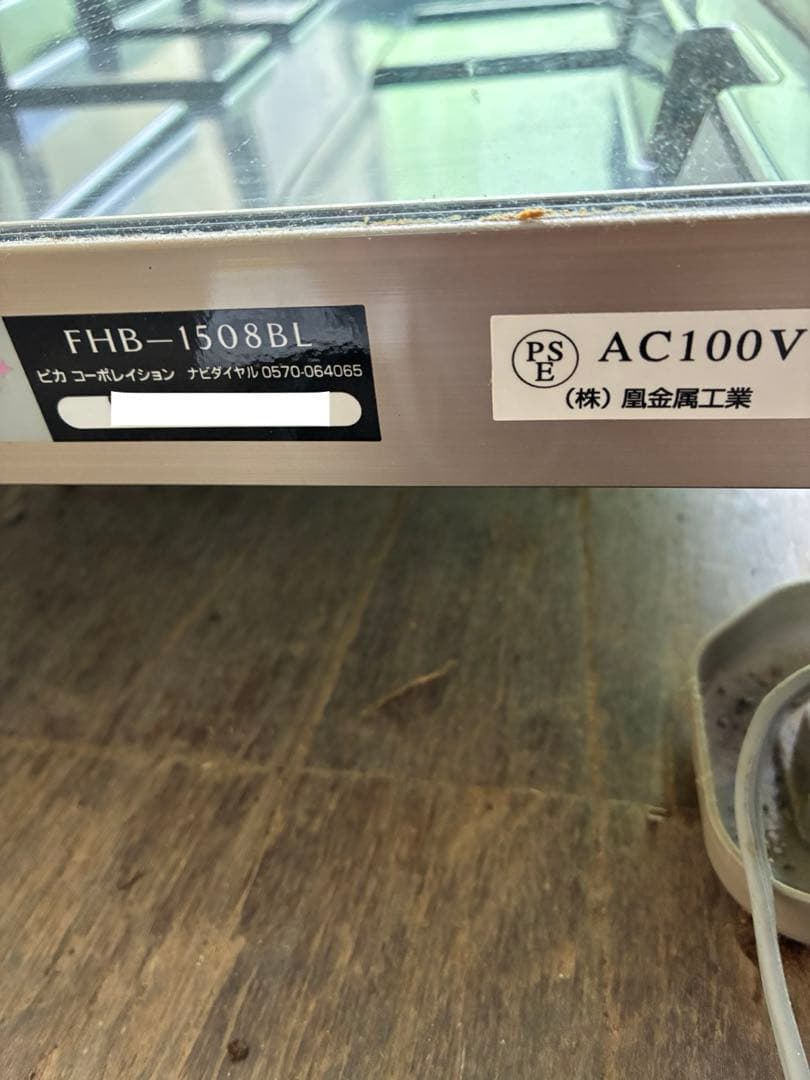 FHB-1508BL
ピカ コーポレイション ナビダイヤル 0570-064065
PSE AC100V
(株) 凰金属工業